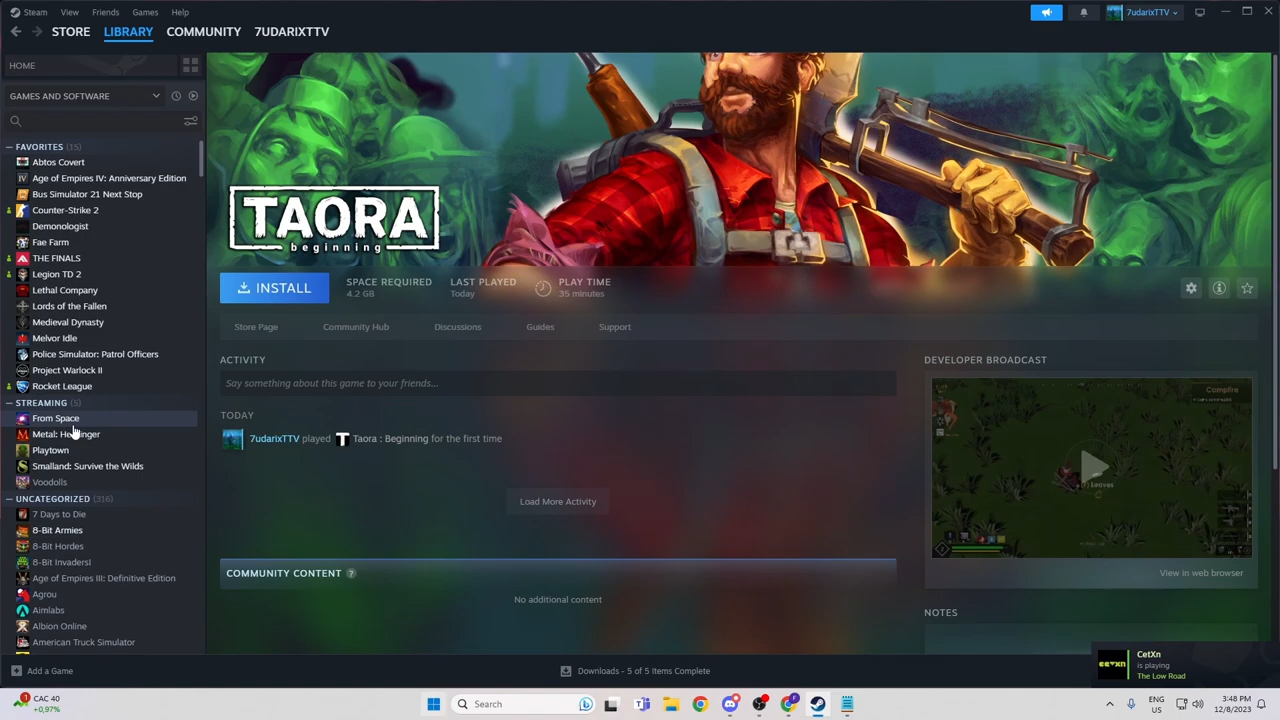 Steam View Friends Games Help
7udarixTTV
STORE LIBRARY COMMUNITY 7UDARIXTTV
HOME
GAMES AND SOFTWARE
FAVORITES (15)
Abtos Covert
Age of Empires IV: Anniversary Edition
Bus Simulator 21 Next Stop
Counter-Strike 2
Demonologist
Fae Farm
THE FINALS
Legion TD 2
Lethal Company
Lords of the Fallen
Medieval Dynasty
Melvor Idle
Police Simulator: Patrol Officers
Project Warlock II
Rocket League
STREAMING (5)
From Space
Playtown
Smalland: Survive the Wilds
Voodolls
UNCATEGORIZED (316)
7 Days to Die
8-Bit Armies
8-Bit Hordes
8-Bit Invaders!
Age of Empires III: Definitive Edition
Agrou
Aimlabs
Albion Online
American Truck Simulator
Add a Game
TAORA
beginning
INSTALL
SPACE REQUIRED
4.2 GB
LAST PLAYED
Today
PLAY TIME
35 minutes
Store Page Community Hub Discussions Guides Support
ACTIVITY
Say something about this game to your friends...
TODAY
7udarixTTV played T Taora : Beginning for the first time
Load More Activity
COMMUNITY CONTENT ?
No additional content
DEVELOPER BROADCAST
Campfire
Leaves
View in web browser
NOTES
Downloads - 5 of 5 Items Complete
CetXn
is playing
The Low Road
CAC 40
+0,97%
Search
ENG
US
3:48 PM
12/8/2023